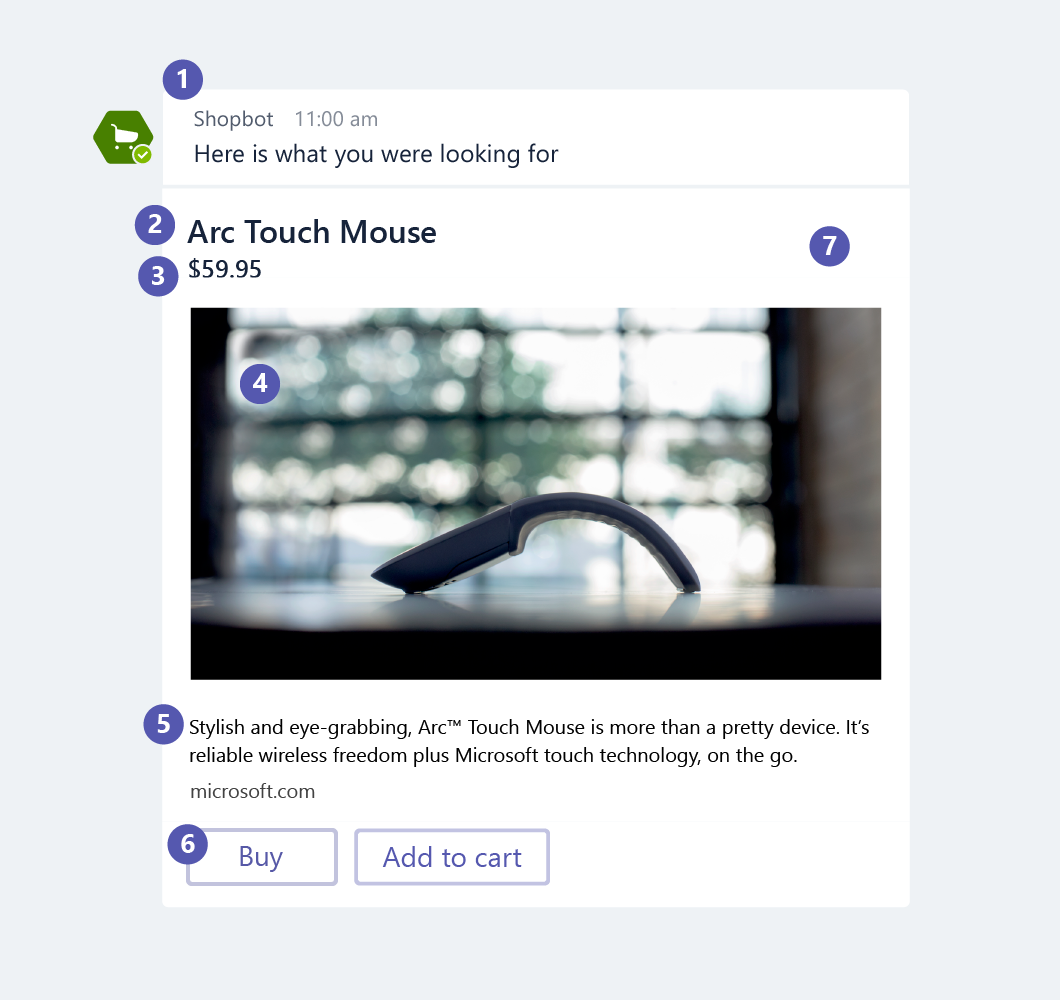 1
Shopbot 11:00 am
Here is what you were looking for
2 Arc Touch Mouse
7
3 $59.95
4
5 Stylish and eye-grabbing, Arc™ Touch Mouse is more than a pretty device. It’s
reliable wireless freedom plus Microsoft touch technology, on the go.
microsoft.com
6 Buy Add to cart